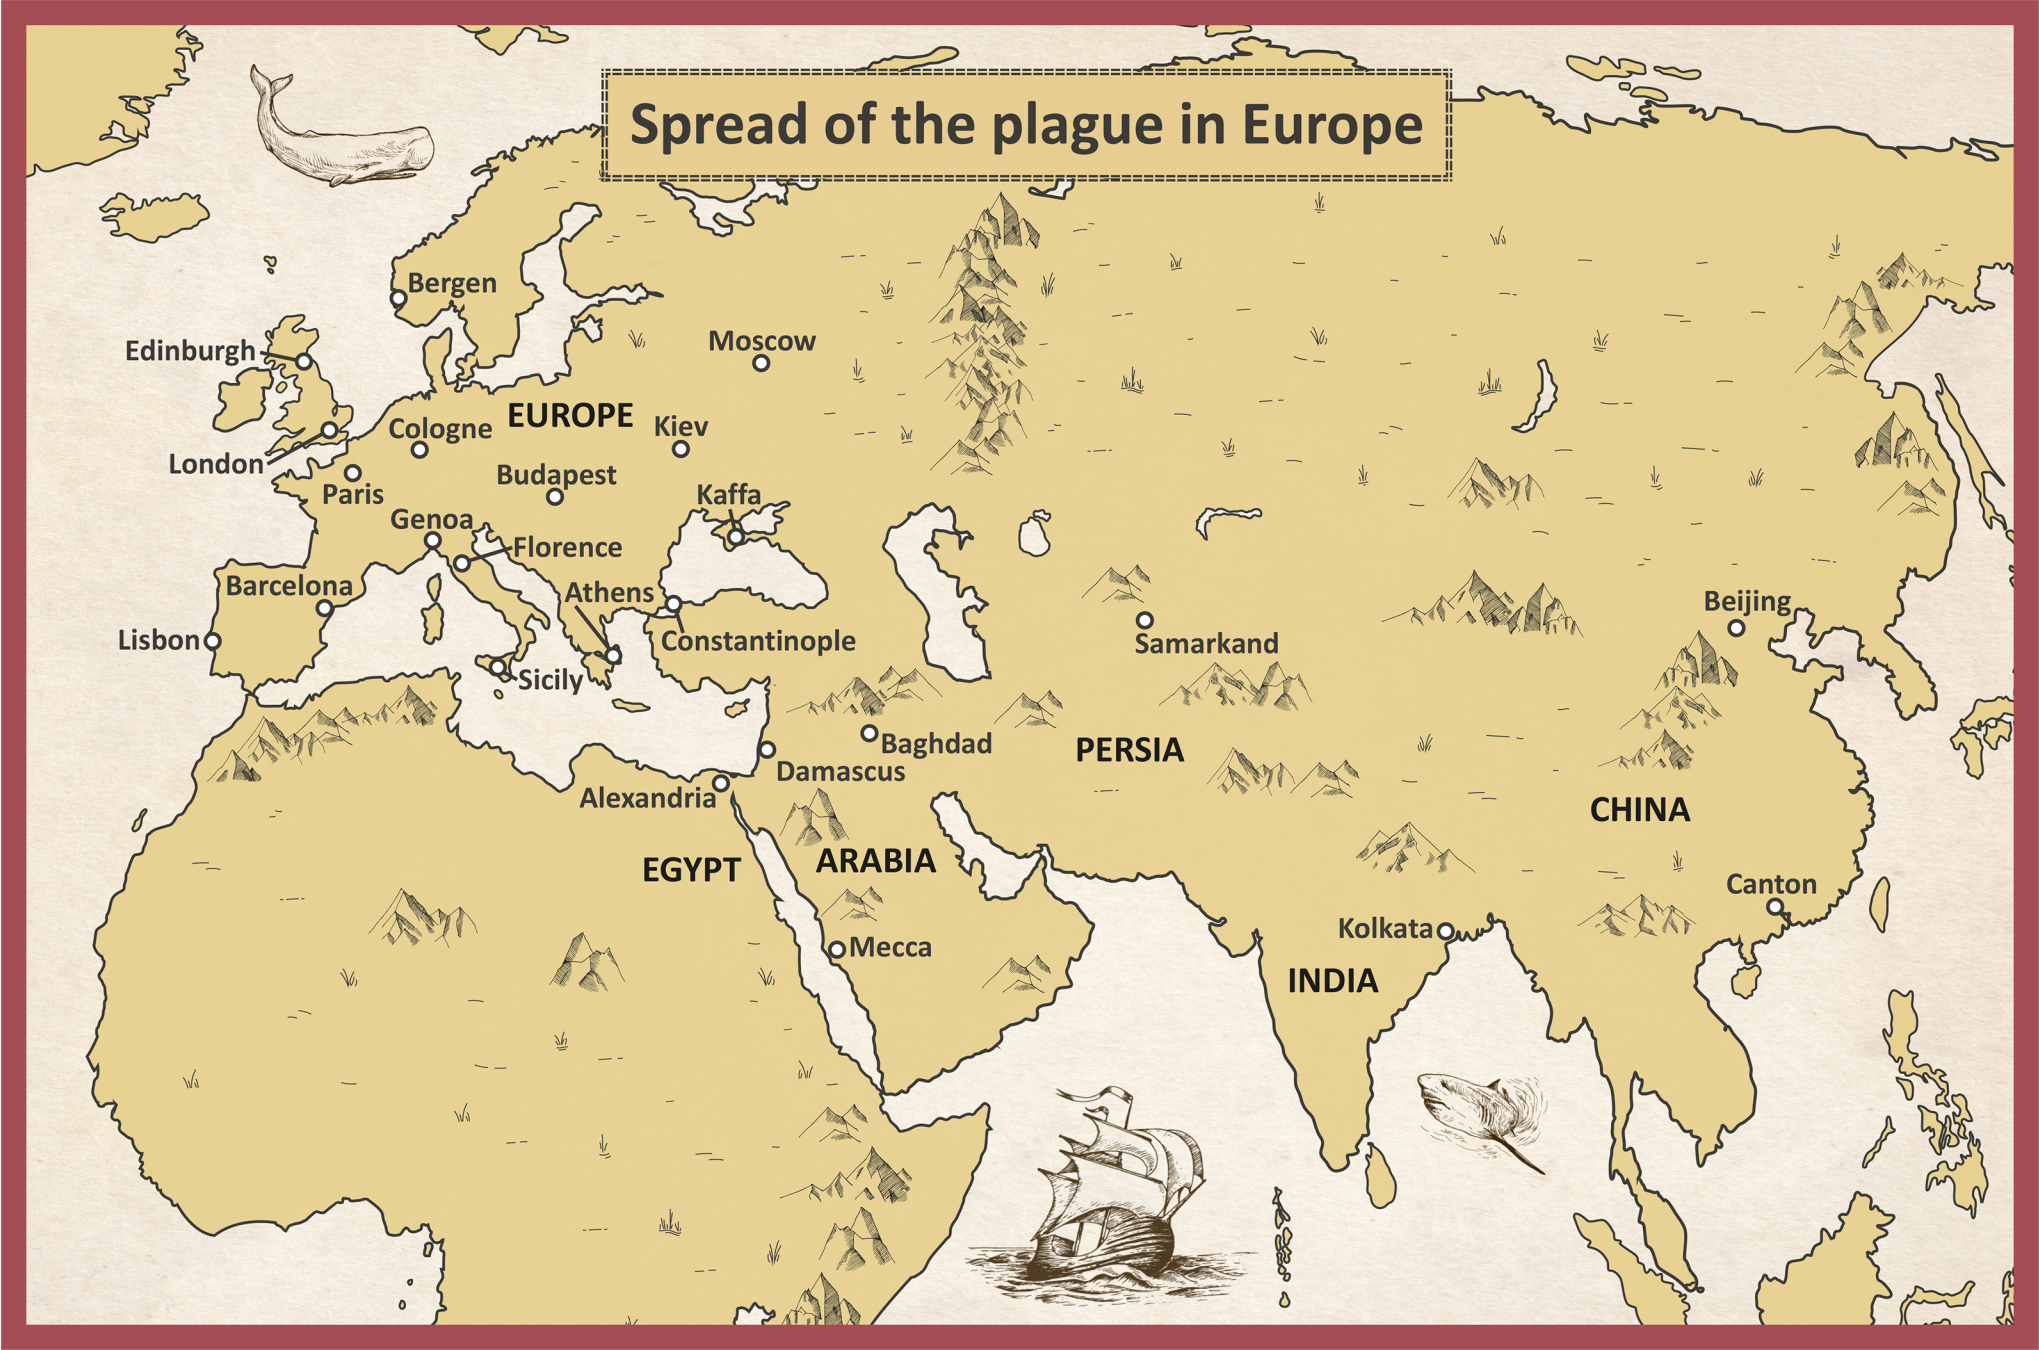 Spread of the plague in Europe
Bergen
Edinburgh
Moscow
EUROPE
Cologne
Kiev
London
Budapest
Paris
Kaffa
Genoa
Florence
Barcelona
Athens
Beijing
Lisbon
Constantinople
Samarkand
Sicily
Baghdad
PERSIA
Damascus
Alexandria
CHINA
EGYPT
ARABIA
Canton
Kolkata
Mecca
INDIA